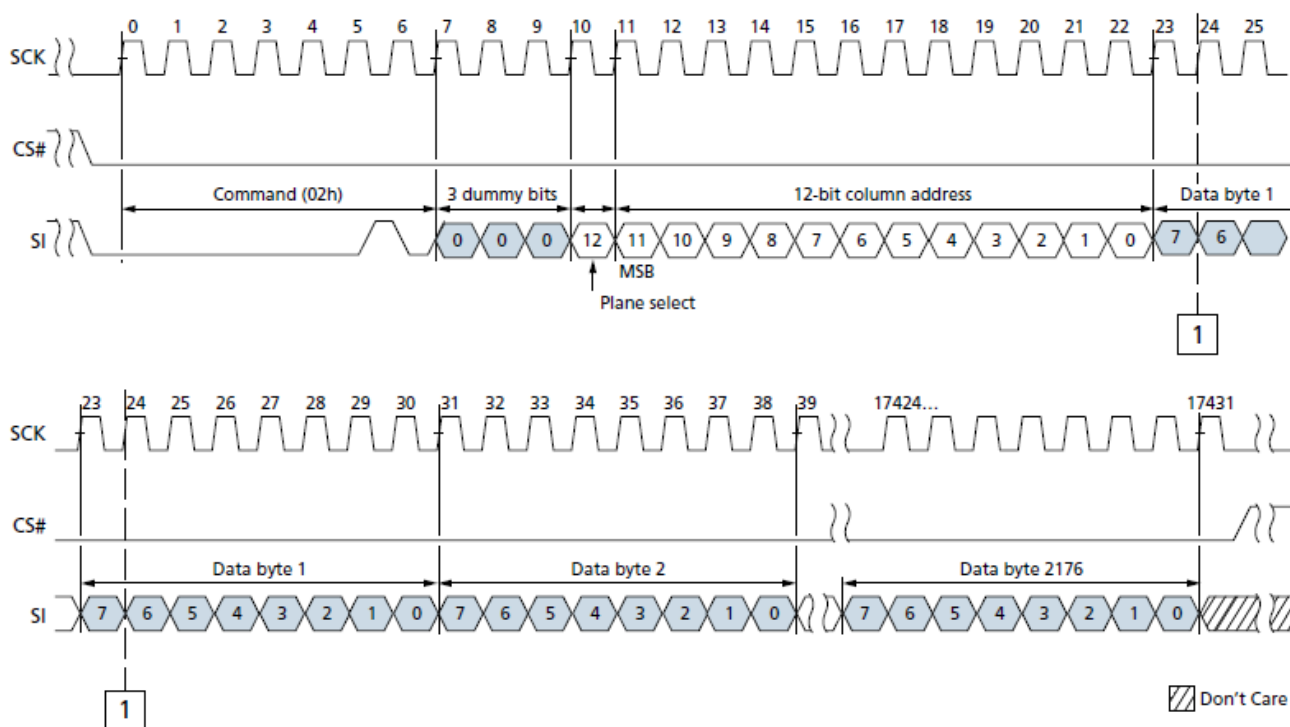 0 1 2 3 4 5 6 7 8 9 10 11 12 13 14 15 16 17 18 19 20 21 22 23 24 25
SCK
CS#
Command (02h) 3 dummy bits 12-bit column address Data byte 1
SI 0 0 0 12 11 10 9 8 7 6 5 4 3 2 1 0 7 6
MSB
Plane select
1
23 24 25 26 27 28 29 30 31 32 33 34 35 36 37 38 39 17424... 17431
SCK
CS#
Data byte 1 Data byte 2 Data byte 2176
SI 7 6 5 4 3 2 1 0 7 6 5 4 3 2 1 0 7 6 5 4 3 2 1 0
1
Don't Care